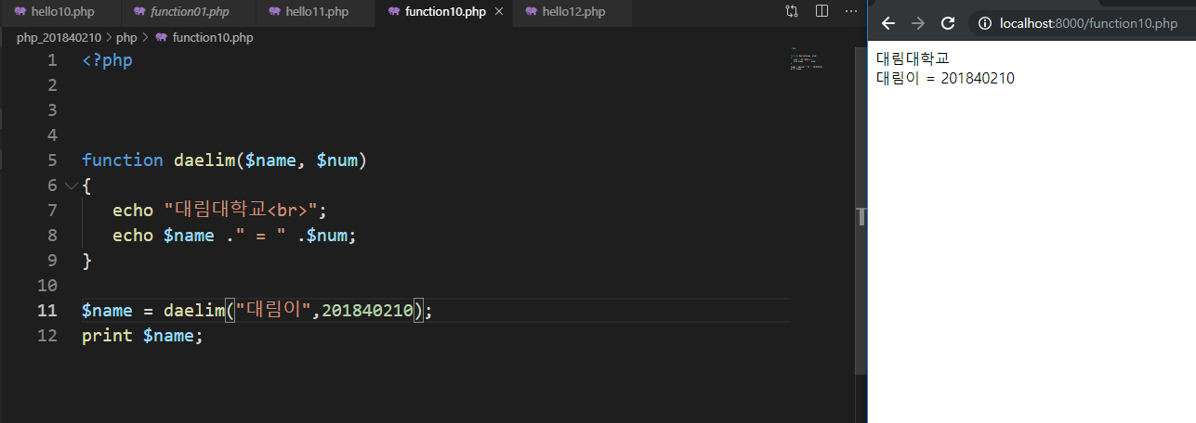 hello10.php function01.php hello11.php function10.php hello12.php
php_201840210 > php > function10.php
1 <?php
2
3
4
5 function daelim($name, $num)
6 {
7 echo "대림대학교<br>";
8 echo $name ." = " .$num;
9 }
10
11 $name = daelim("대림이",201840210);
12 print $name;
localhost:8000/function10.php
대림대학교
대림이 = 201840210